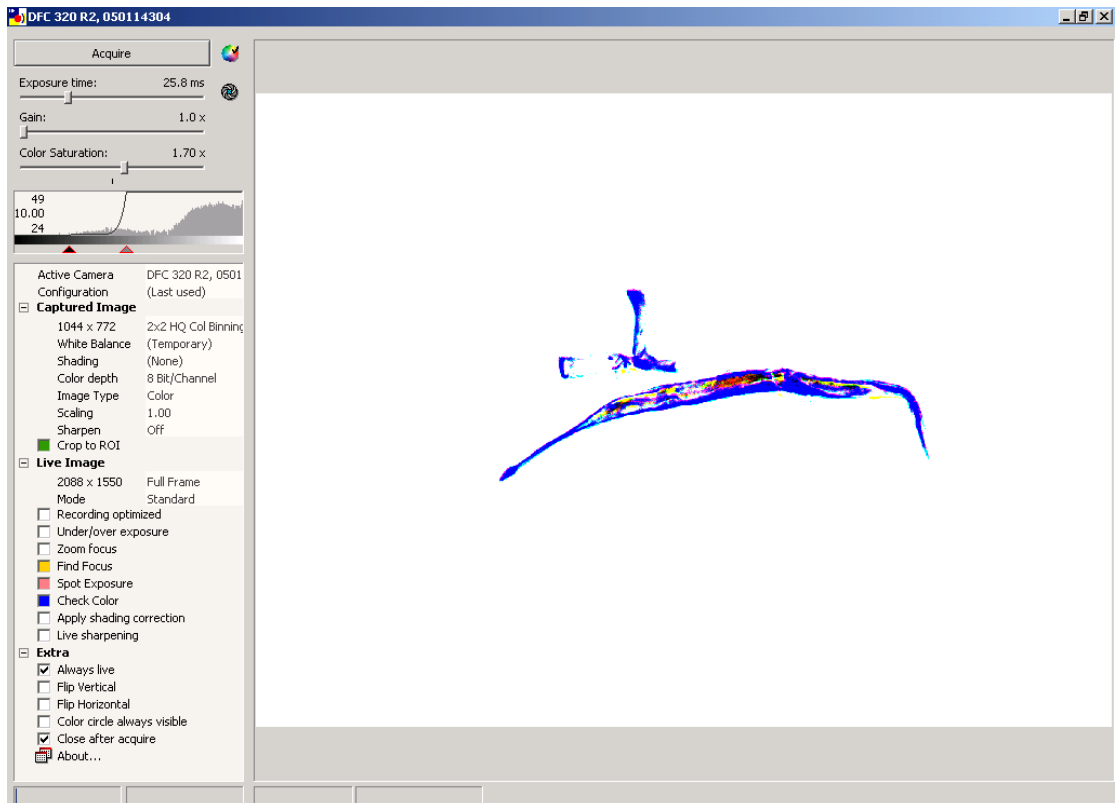 DFC 320 R2, 050114304
Acquire
Exposure time: 25.8 ms
Gain: 1.0 x
Color Saturation: 1.70 x
49
10.00
24
Active Camera DFC 320 R2, 0501
Configuration (Last used)
Captured Image
1044 x 772 2x2 HQ Col Binning
White Balance (Temporary)
Shading (None)
Color depth 8 Bit/Channel
Image Type Color
Scaling 1.00
Sharpen Off
Crop to ROI
Live Image
2088 x 1550 Full Frame
Mode Standard
Recording optimized
Under/over exposure
Zoom focus
Find Focus
Spot Exposure
Check Color
Apply shading correction
Live sharpening
Extra
Always live
Flip Vertical
Flip Horizontal
Color circle always visible
Close after acquire
About...